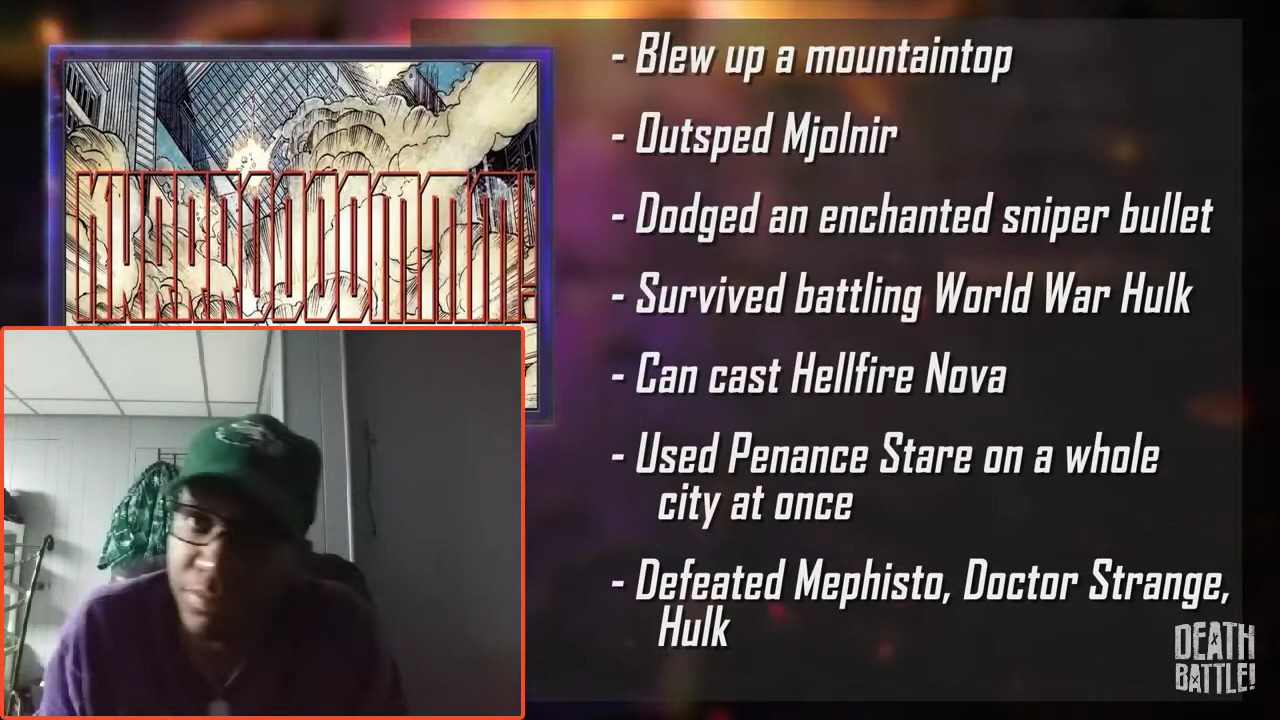 - Blew up a mountaintop
- Outsped Mjolnir
- Dodged an enchanted sniper bullet
- Survived battling World War Hulk
- Can cast Hellfire Nova
- Used Penance Stare on a whole
city at once
- Defeated Mephisto, Doctor Strange,
Hulk
DEATH
BATTLE!